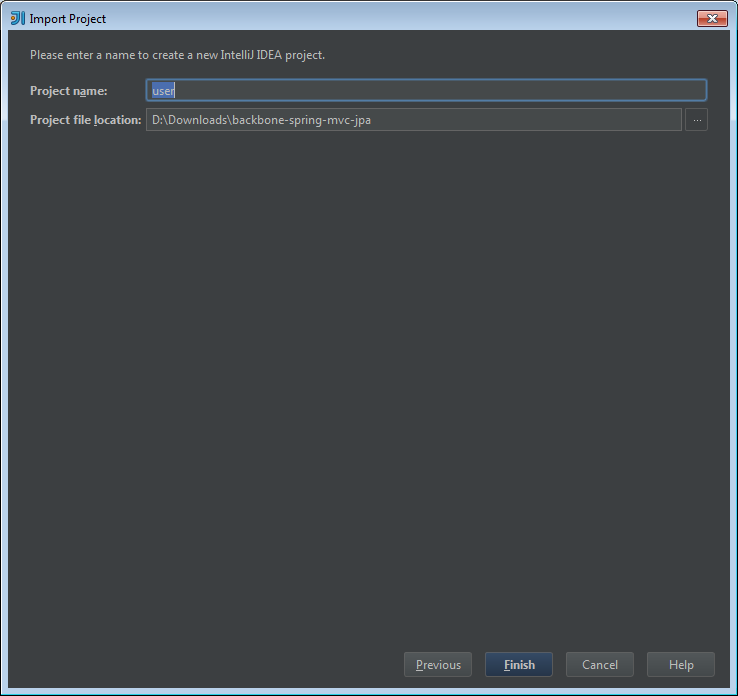 Import Project
Please enter a name to create a new IntelliJ IDEA project.
Project name: user
Project file location: D:\Downloads\backbone-spring-mvc-jpa ...
Previous Finish Cancel Help